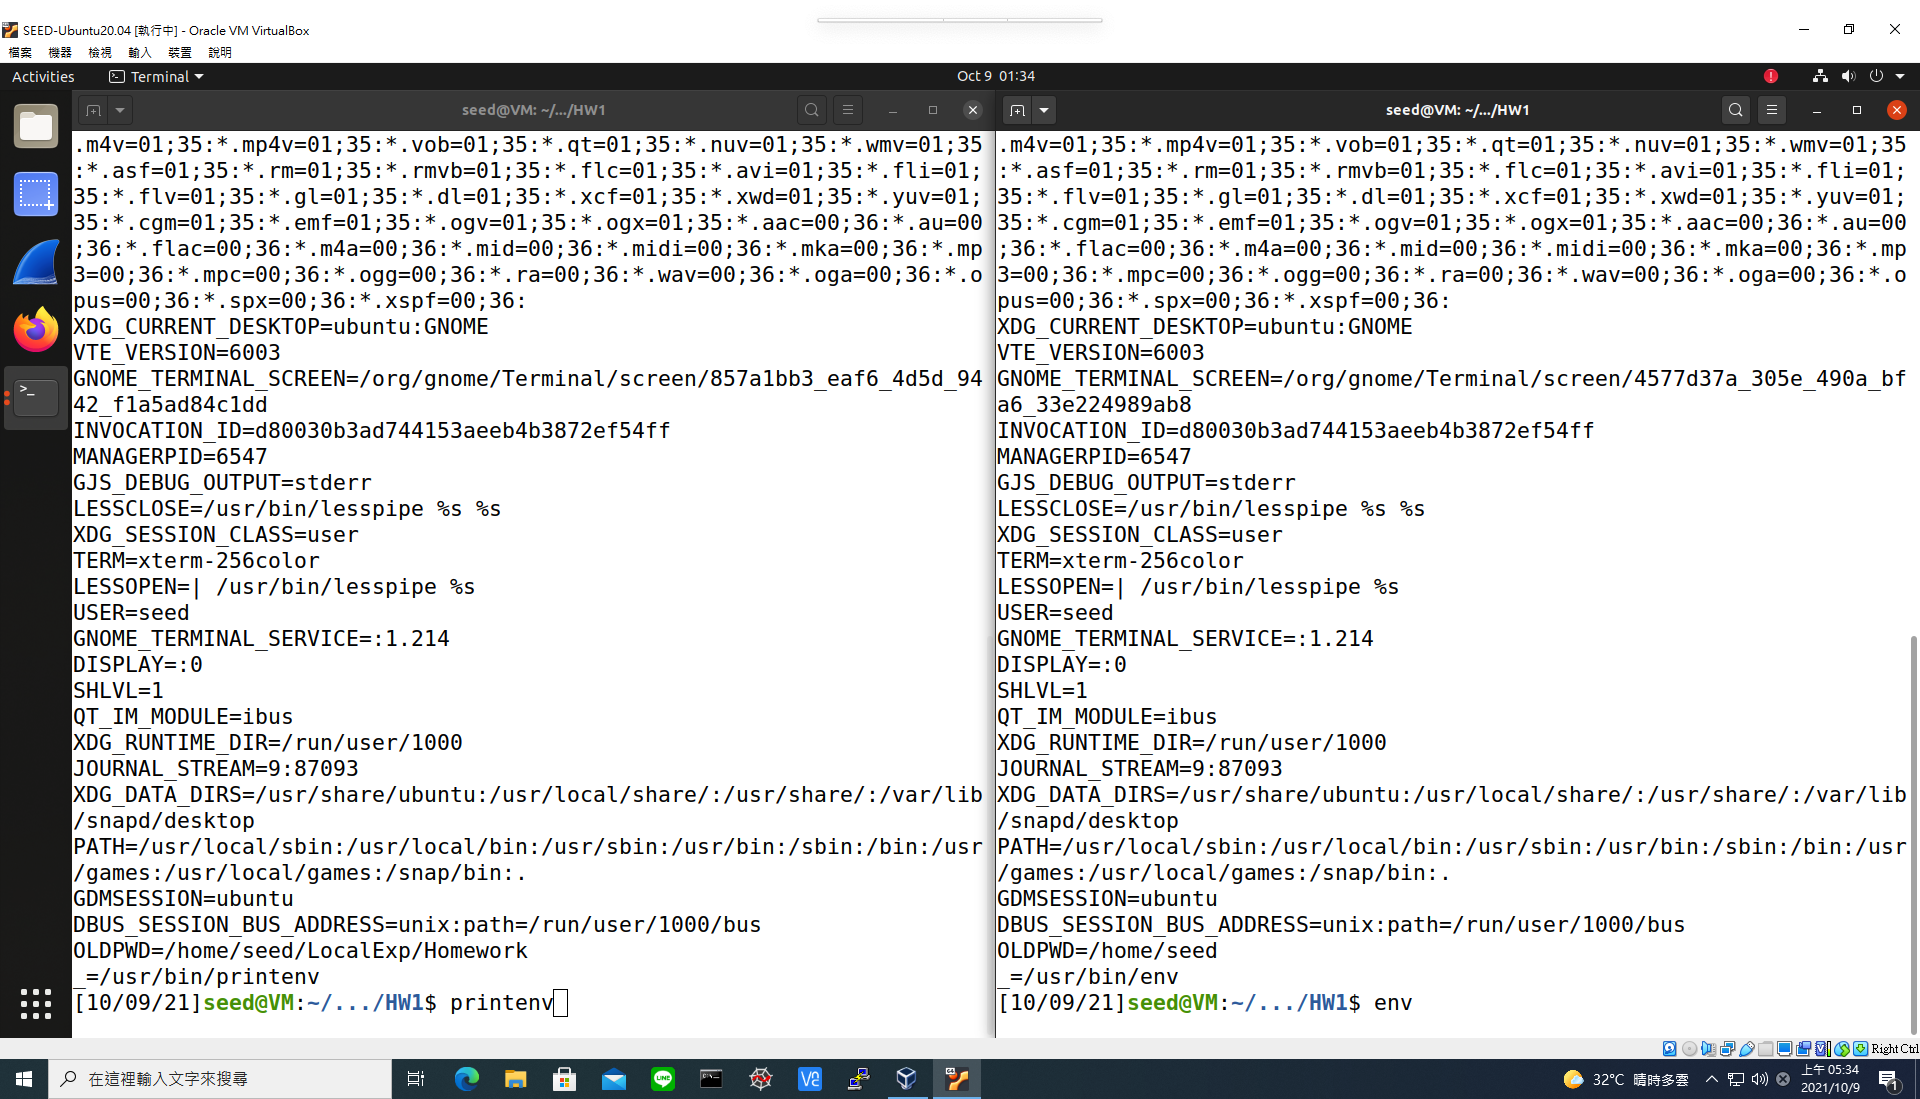 SEED-Ubuntu20.04 [執行中] - Oracle VM VirtualBox
檔案 機器 檢視 輸入 裝置 說明
Activities Terminal Oct 9 01:34
seed@VM: ~/.../HW1
.m4v=01;35:*.mp4v=01;35:*.vob=01;35:*.qt=01;35:*.nuv=01;35:*.wmv=01;35
:*.asf=01;35:*.rm=01;35:*.rmvb=01;35:*.flc=01;35:*.avi=01;35:*.fli=01;
35:*.flv=01;35:*.gl=01;35:*.dl=01;35:*.xcf=01;35:*.xwd=01;35:*.yuv=01;
35:*.cgm=01;35:*.emf=01;35:*.ogv=01;35:*.ogx=01;35:*.aac=00;36:*.au=00
;36:*.flac=00;36:*.m4a=00;36:*.mid=00;36:*.midi=00;36:*.mka=00;36:*.mp
3=00;36:*.mpc=00;36:*.ogg=00;36:*.ra=00;36:*.wav=00;36:*.oga=00;36:*.o
pus=00;36:*.spx=00;36:*.xspf=00;36:
XDG_CURRENT_DESKTOP=ubuntu:GNOME
VTE_VERSION=6003
GNOME_TERMINAL_SCREEN=/org/gnome/Terminal/screen/857a1bb3_eaf6_4d5d_94
42_f1a5ad84c1dd
INVOCATION_ID=d80030b3ad744153aeeb4b3872ef54ff
MANAGERPID=6547
GJS_DEBUG_OUTPUT=stderr
LESSCLOSE=/usr/bin/lesspipe %s %s
XDG_SESSION_CLASS=user
TERM=xterm-256color
LESSOPEN=| /usr/bin/lesspipe %s
USER=seed
GNOME_TERMINAL_SERVICE=:1.214
DISPLAY=:0
SHLVL=1
QT_IM_MODULE=ibus
XDG_RUNTIME_DIR=/run/user/1000
JOURNAL_STREAM=9:87093
XDG_DATA_DIRS=/usr/share/ubuntu:/usr/local/share/:/usr/share/:/var/lib
/snapd/desktop
PATH=/usr/local/sbin:/usr/local/bin:/usr/sbin:/usr/bin:/sbin:/bin:/usr
/games:/usr/local/games:/snap/bin:.
GDMSESSION=ubuntu
DBUS_SESSION_BUS_ADDRESS=unix:path=/run/user/1000/bus
OLDPWD=/home/seed/LocalExp/Homework
_=/usr/bin/printenv
[10/09/21]seed@VM:~/.../HW1$ printenv
seed@VM: ~/.../HW1
.m4v=01;35:*.mp4v=01;35:*.vob=01;35:*.qt=01;35:*.nuv=01;35:*.wmv=01;35
:*.asf=01;35:*.rm=01;35:*.rmvb=01;35:*.flc=01;35:*.avi=01;35:*.fli=01;
35:*.flv=01;35:*.gl=01;35:*.dl=01;35:*.xcf=01;35:*.xwd=01;35:*.yuv=01;
35:*.cgm=01;35:*.emf=01;35:*.ogv=01;35:*.ogx=01;35:*.aac=00;36:*.au=00
;36:*.flac=00;36:*.m4a=00;36:*.mid=00;36:*.midi=00;36:*.mka=00;36:*.mp
3=00;36:*.mpc=00;36:*.ogg=00;36:*.ra=00;36:*.wav=00;36:*.oga=00;36:*.o
pus=00;36:*.spx=00;36:*.xspf=00;36:
XDG_CURRENT_DESKTOP=ubuntu:GNOME
VTE_VERSION=6003
GNOME_TERMINAL_SCREEN=/org/gnome/Terminal/screen/4577d37a_305e_490a_bf
a6_33e224989ab8
INVOCATION_ID=d80030b3ad744153aeeb4b3872ef54ff
MANAGERPID=6547
GJS_DEBUG_OUTPUT=stderr
LESSCLOSE=/usr/bin/lesspipe %s %s
XDG_SESSION_CLASS=user
TERM=xterm-256color
LESSOPEN=| /usr/bin/lesspipe %s
USER=seed
GNOME_TERMINAL_SERVICE=:1.214
DISPLAY=:0
SHLVL=1
QT_IM_MODULE=ibus
XDG_RUNTIME_DIR=/run/user/1000
JOURNAL_STREAM=9:87093
XDG_DATA_DIRS=/usr/share/ubuntu:/usr/local/share/:/usr/share/:/var/lib
/snapd/desktop
PATH=/usr/local/sbin:/usr/local/bin:/usr/sbin:/usr/bin:/sbin:/bin:/usr
/games:/usr/local/games:/snap/bin:.
GDMSESSION=ubuntu
DBUS_SESSION_BUS_ADDRESS=unix:path=/run/user/1000/bus
OLDPWD=/home/seed
_=/usr/bin/env
[10/09/21]seed@VM:~/.../HW1$ env
Right Ctrl
在這裡輸入文字來搜尋
32°C 晴時多雲
上午 05:34
2021/10/9
1